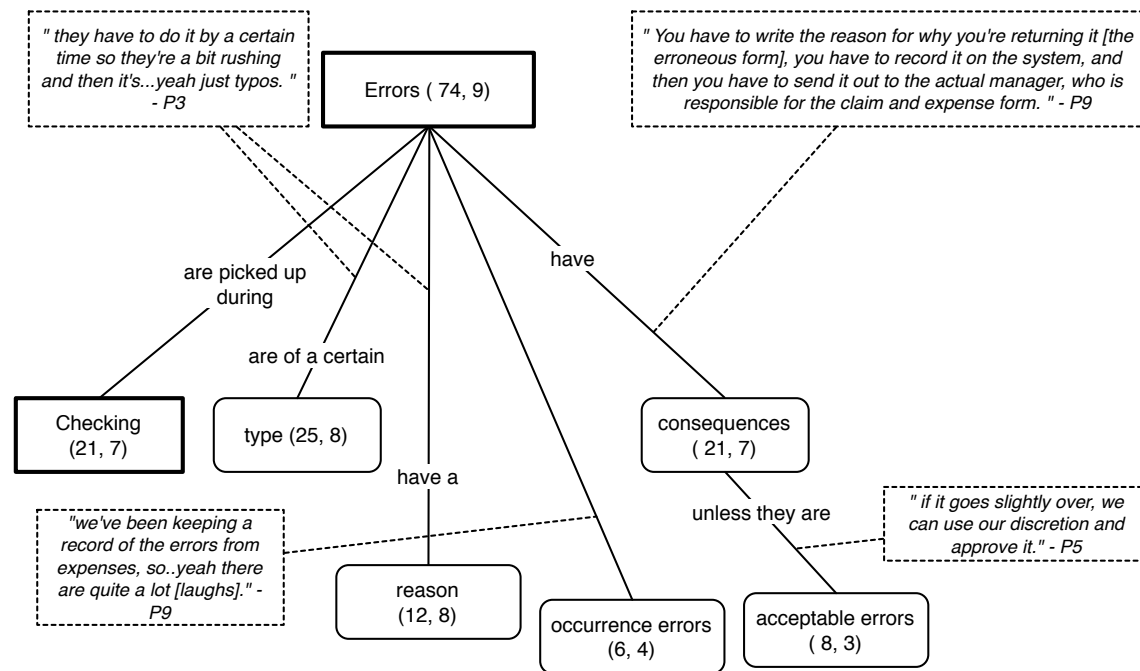 " they have to do it by a certain
time so they're a bit rushing
and then it's...yeah just typos. "
- P3
Errors ( 74, 9)
" You have to write the reason for why you're returning it [the
erroneous form], you have to record it on the system, and
then you have to send it out to the actual manager, who is
responsible for the claim and expense form. " - P9
are picked up
during
have
are of a certain
Checking
(21, 7)
type (25, 8)
consequences
( 21, 7)
have a
unless they are
"we've been keeping a
record of the errors from
expenses, so..yeah there
are quite a lot [laughs]." -
P9
" if it goes slightly over, we
can use our discretion and
approve it." - P5
reason
(12, 8)
occurrence errors
(6, 4)
acceptable errors
( 8, 3)